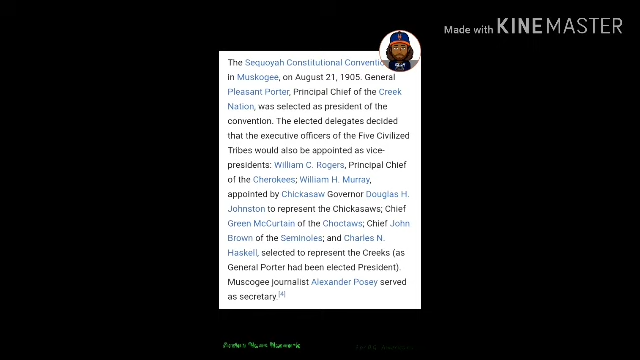 Made with KINEMASTER
The Sequoyah Constitutional Conventio
in Muskogee, on August 21, 1905. General
Pleasant Porter, Principal Chief of the Creek
Nation, was selected as president of the
convention. The elected delegates decided
that the executive officers of the Five Civilized
Tribes would also be appointed as vice-
presidents: William C. Rogers, Principal Chief
of the Cherokees; William H. Murray,
appointed by Chickasaw Governor Douglas H.
Johnston to represent the Chickasaws; Chief
Green McCurtain of the Choctaws; Chief John
Brown of the Seminoles; and Charles N.
Haskell, selected to represent the Creeks (as
General Porter had been elected President).
Muscogee journalist Alexander Posey served
as secretary.[4]